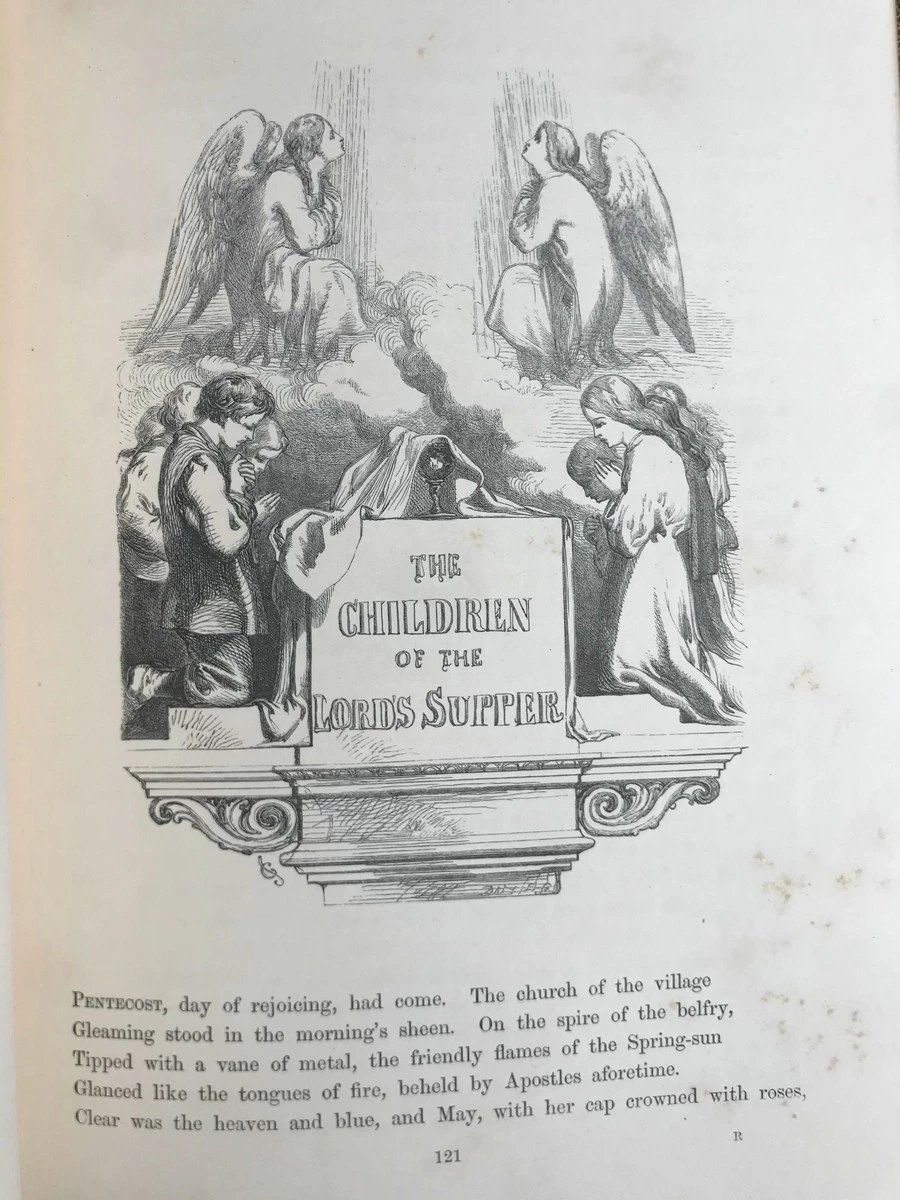 THE
CHILDREN
OF THE
LORD'S SUPPER
PENTECOST, day of rejoicing, had come. The church of the village
Gleaming stood in the morning's sheen. On the spire of the belfry,
Tipped with a vane of metal, the friendly flames of the Spring-sun
Glanced like the tongues of fire, beheld by Apostles aforetime.
Clear was the heaven and blue, and May, with her cap crowned with roses,
R
121